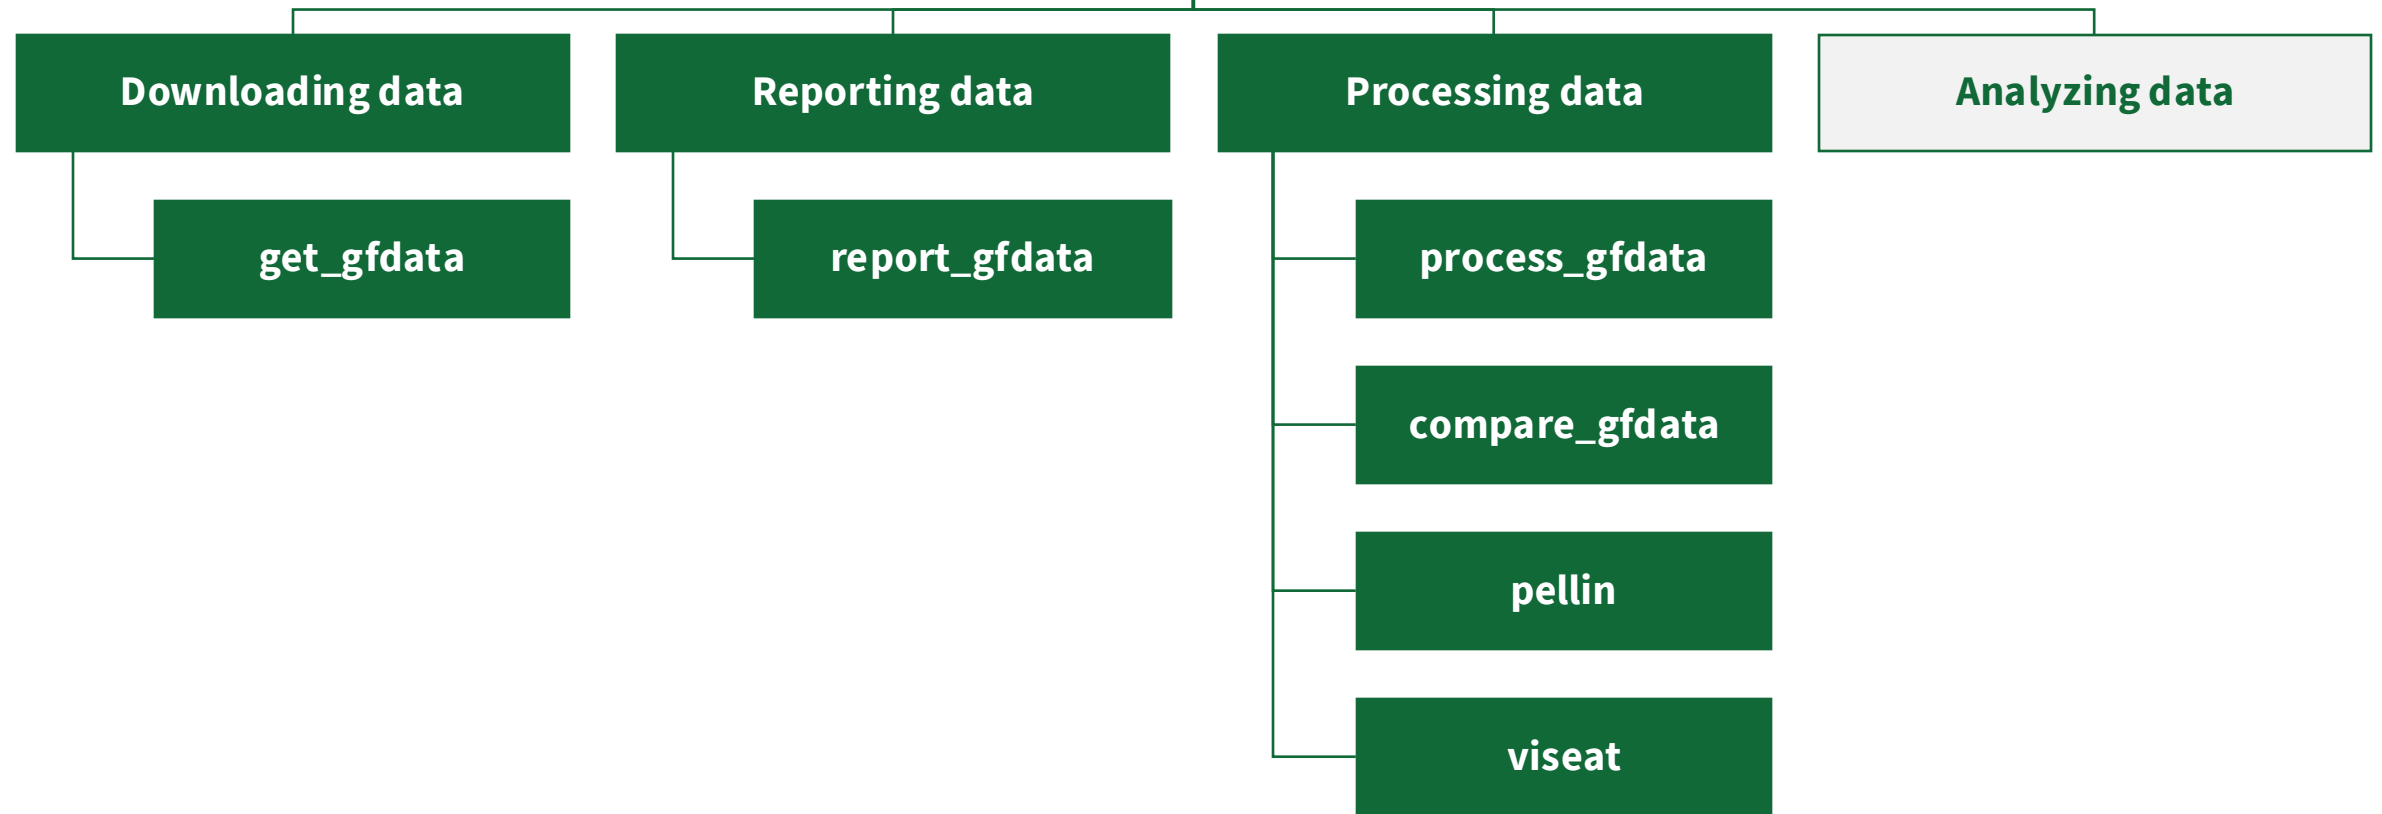 Downloading data
Reporting data
Processing data
Analyzing data
get_gfdata
report_gfdata
process_gfdata
compare_gfdata
pellin
viseat